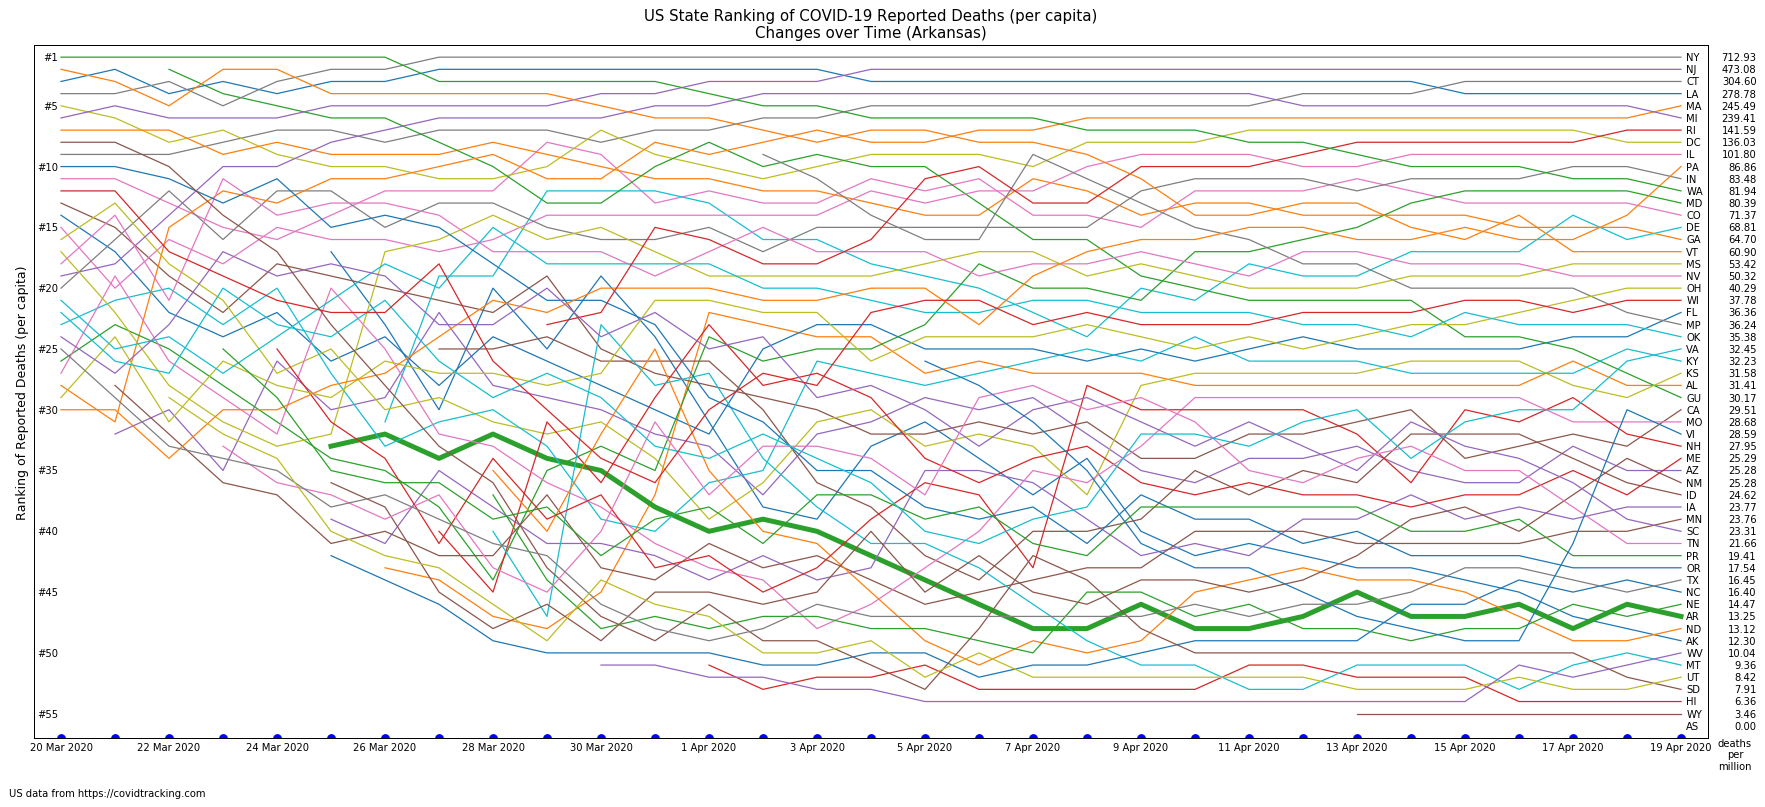 US State Ranking of COVID-19 Reported Deaths (per capita)
Changes over Time (Arkansas)
Ranking of Reported Deaths (per capita)
#1
#5
#10
#15
#20
#25
#30
#35
#40
#45
#50
#55
NY 712.93
NJ 473.08
CT 304.60
LA 278.78
MA 245.49
MI 239.41
RI 141.59
DC 136.03
IL 101.80
PA 86.86
IN 83.48
WA 81.94
MD 80.39
CO 71.37
DE 68.81
GA 64.70
VT 60.90
MS 53.42
NV 50.32
OH 40.29
WI 37.78
FL 36.36
MP 36.24
OK 35.38
VA 32.45
KY 32.23
KS 31.58
AL 31.41
GU 30.17
CA 29.51
MO 28.68
VI 28.59
NH 27.95
ME 25.29
AZ 25.28
NM 25.28
ID 24.62
IA 23.77
MN 23.76
SC 23.31
TN 21.66
PR 19.41
OR 17.54
TX 16.45
NC 16.40
NE 14.47
AR 13.25
ND 13.12
AK 12.30
WV 10.04
MT 9.36
UT 8.42
SD 7.91
HI 6.36
WY 3.46
AS 0.00
20 Mar 2020 22 Mar 2020 24 Mar 2020 26 Mar 2020 28 Mar 2020 30 Mar 2020 1 Apr 2020 3 Apr 2020 5 Apr 2020 7 Apr 2020 9 Apr 2020 11 Apr 2020 13 Apr 2020 15 Apr 2020 17 Apr 2020 19 Apr 2020
deaths
per
million
US data from https://covidtracking.com